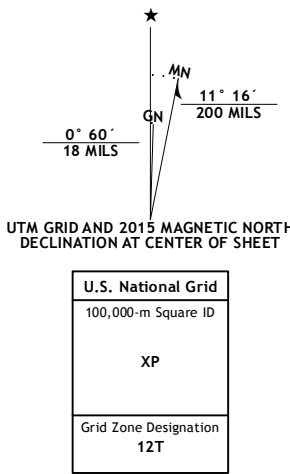 ★
MN
11° 16´
200 MILS
GN
0° 60´
18 MILS
UTM GRID AND 2015 MAGNETIC NORTH
DECLINATION AT CENTER OF SHEET
U.S. National Grid
100,000-m Square ID
XP
Grid Zone Designation
12T